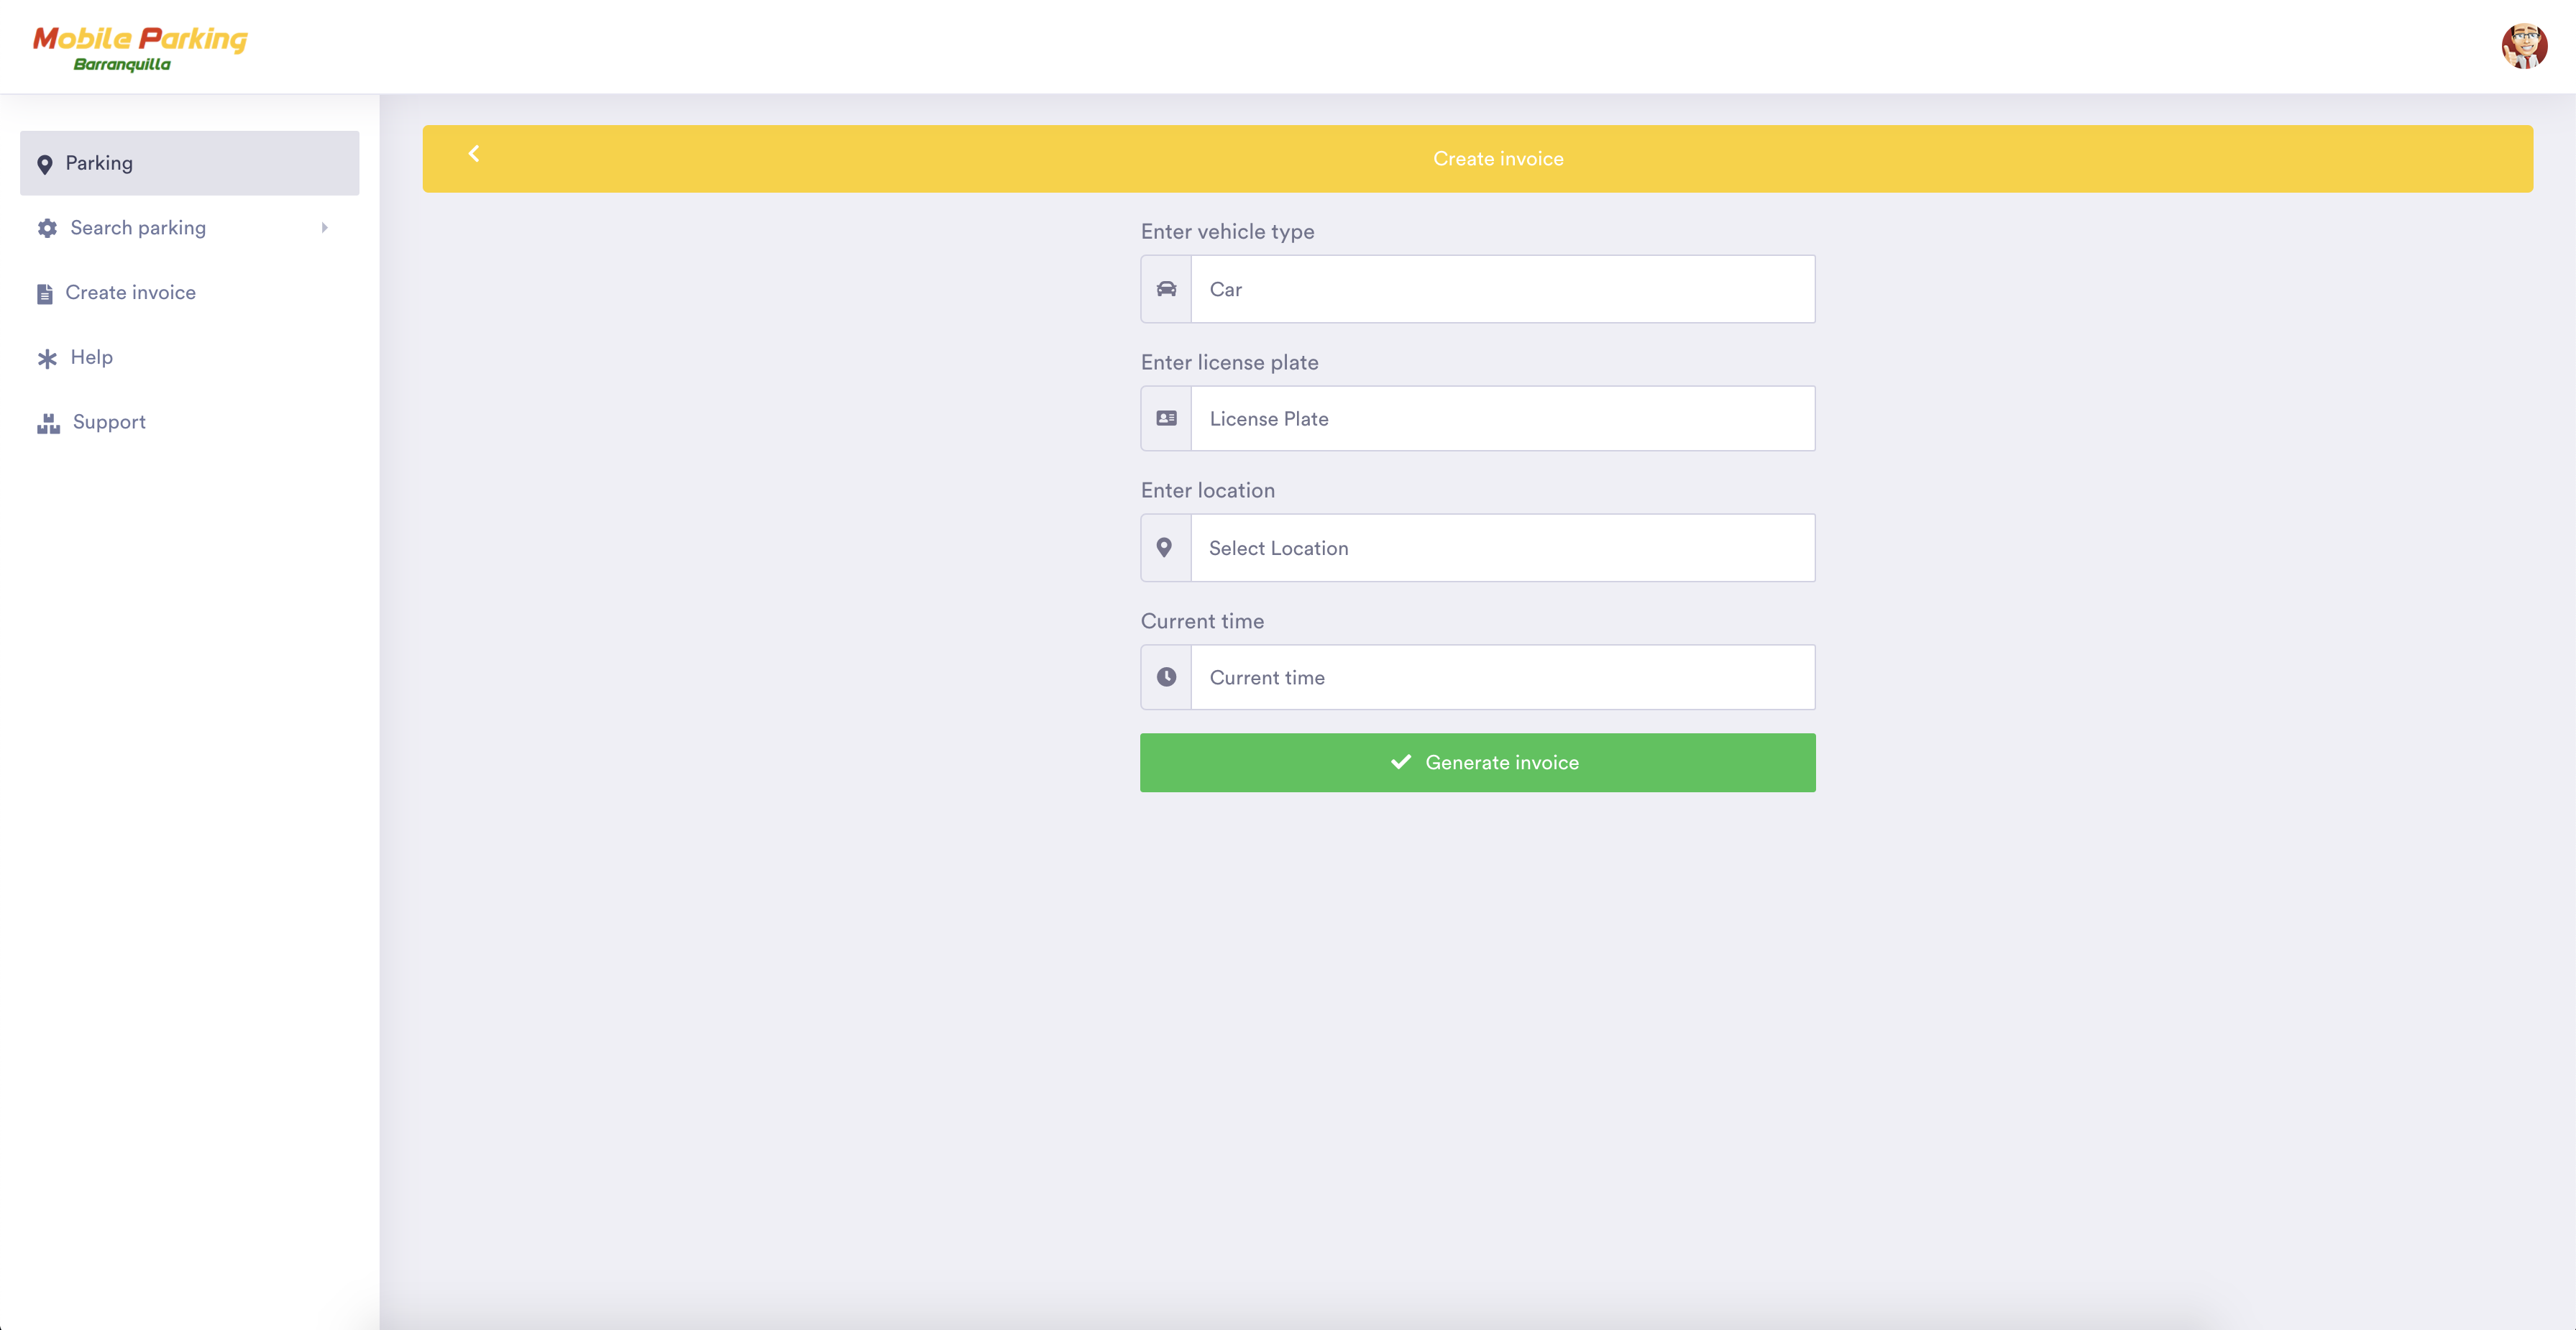 Mobile Parking
Barranquilla
Parking
Search parking
Create invoice
Help
Support
Create invoice
Enter vehicle type
Car
Enter license plate
License Plate
Enter location
Select Location
Current time
Current time
Generate invoice